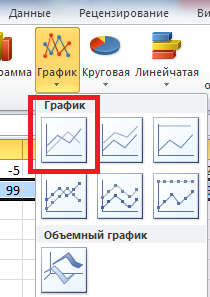 Данные Рецензирование Ви
рамма График Круговая Линейчатая
График
-5
99
Объемный график